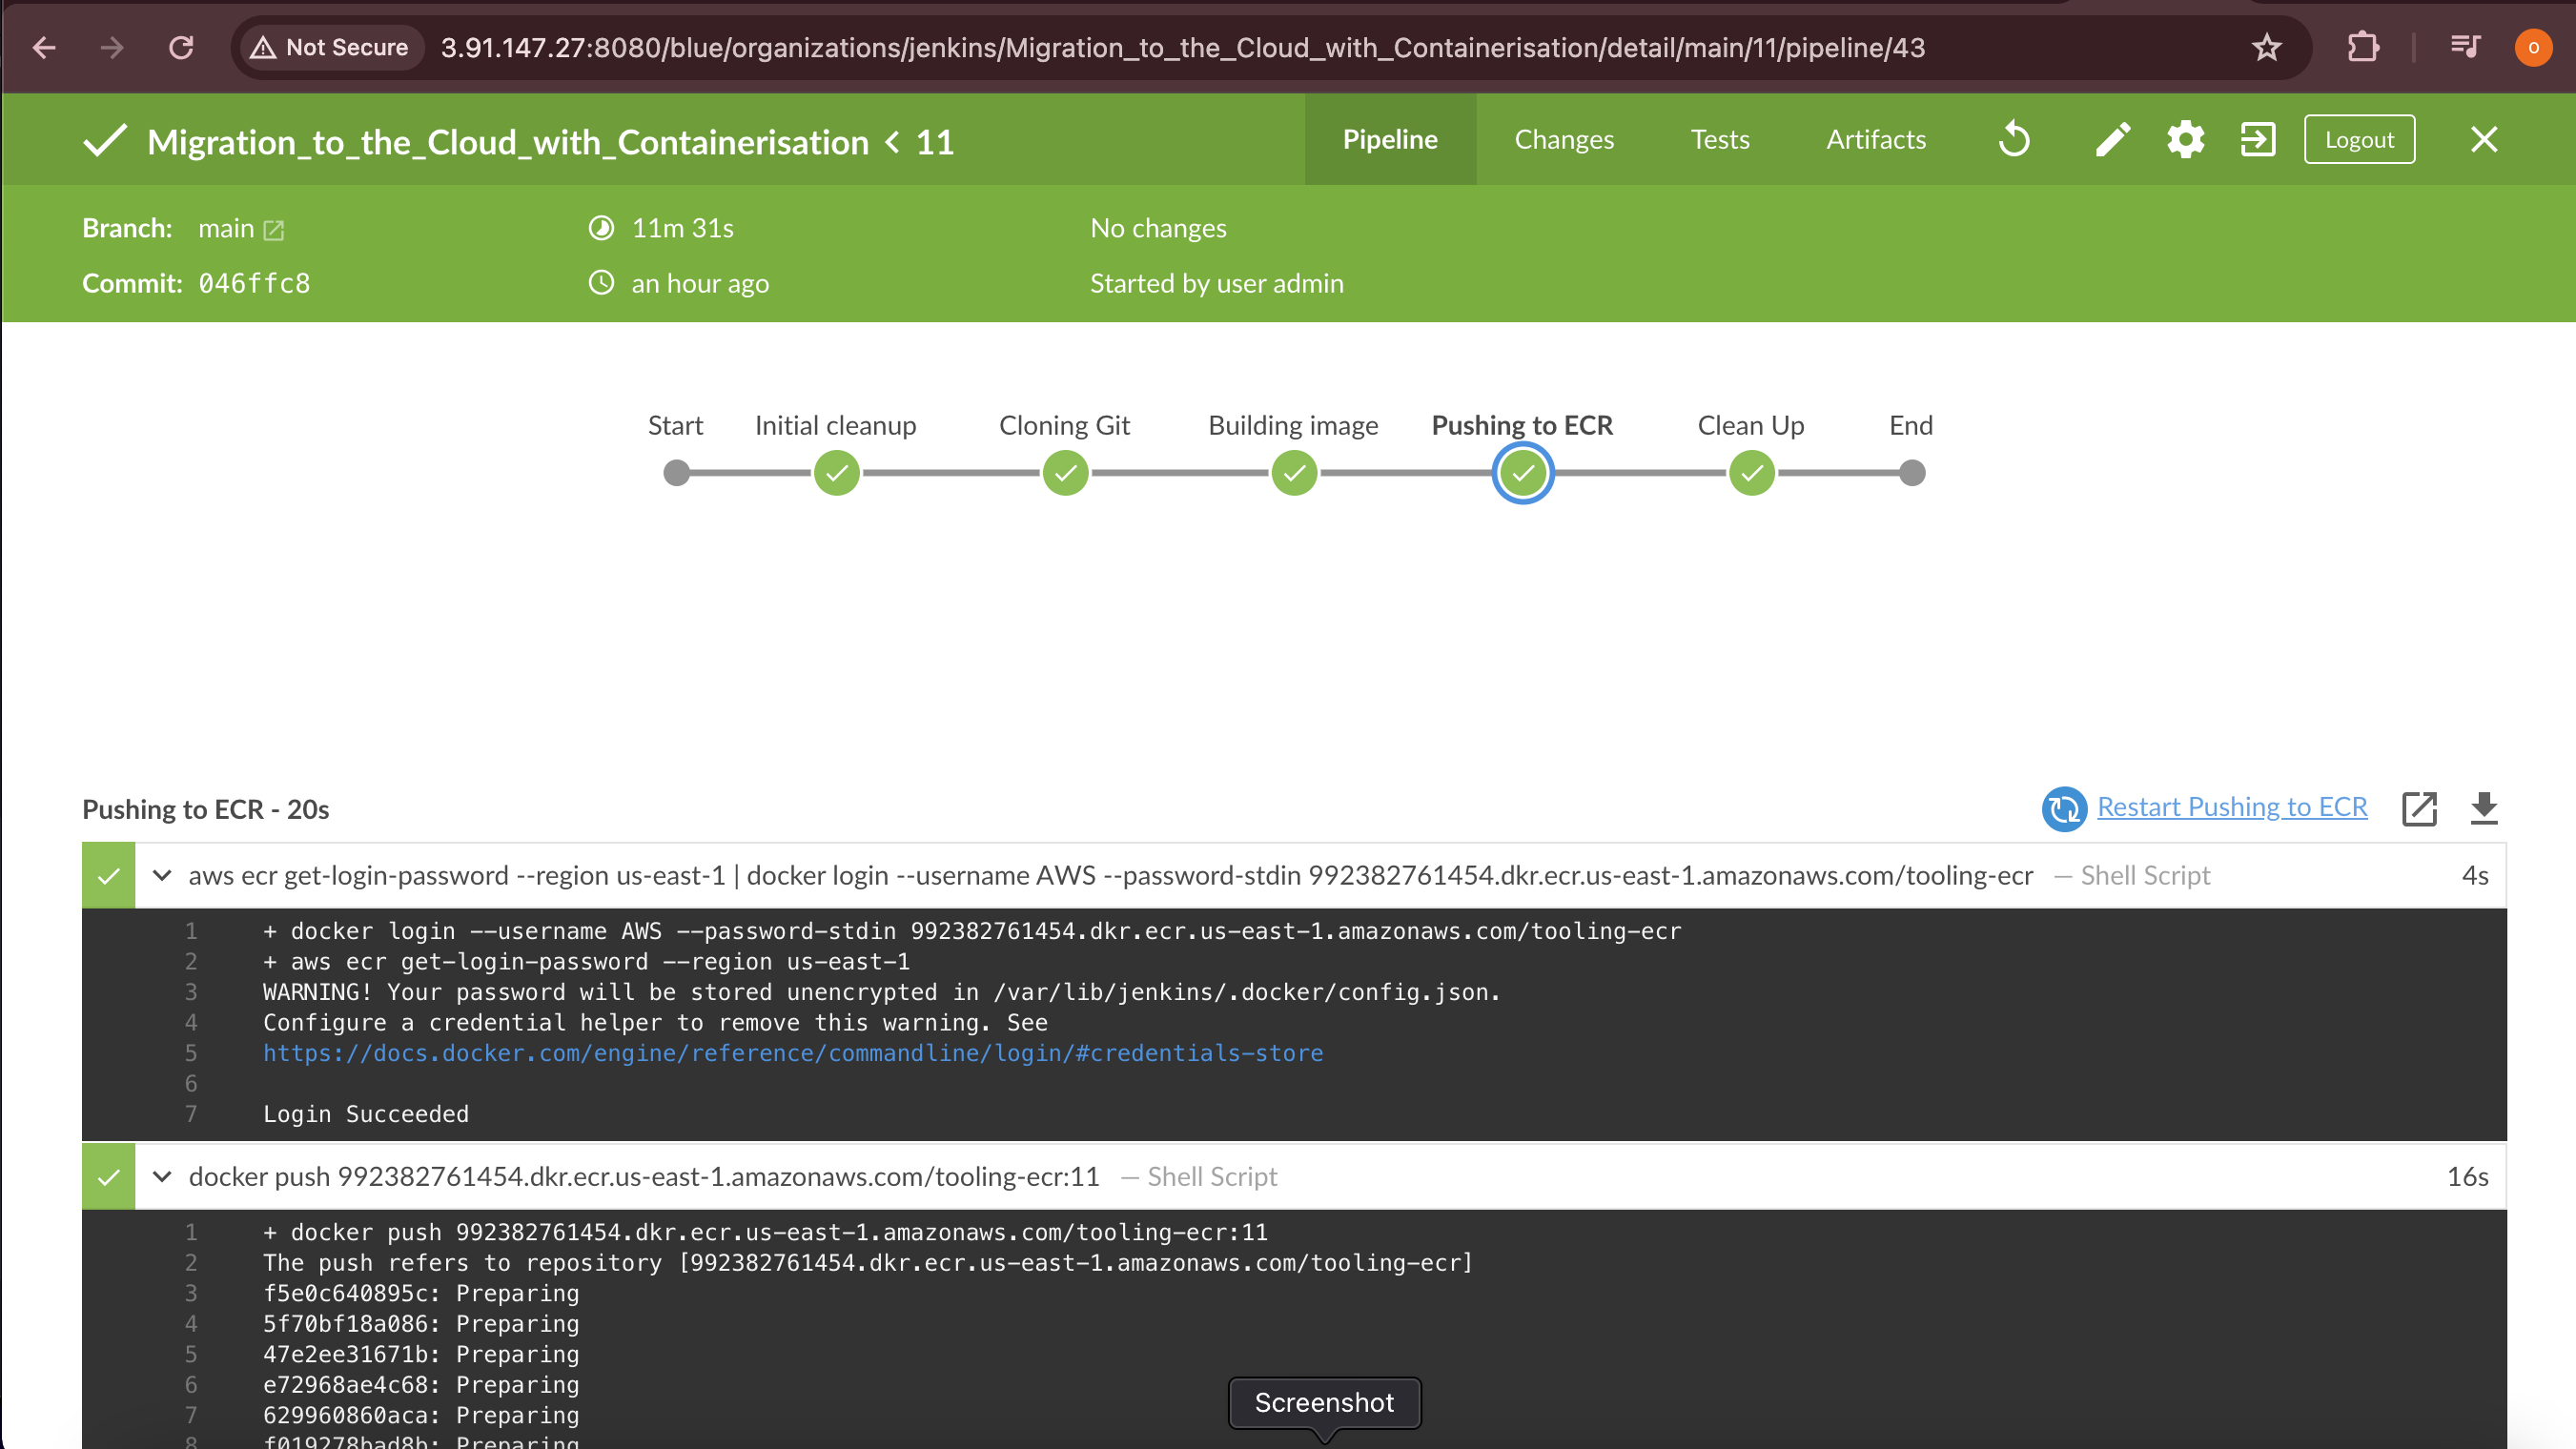 Not Secure 3.91.147.27:8080/blue/organizations/jenkins/Migration_to_the_Cloud_with_Containerisation/detail/main/11/pipeline/43 o
Migration_to_the_Cloud_with_Containerisation < 11 Pipeline Changes Tests Artifacts Logout
Branch: main 11m 31s No changes
Commit: 046ffc8 an hour ago Started by user admin
Start Initial cleanup Cloning Git Building image Pushing to ECR Clean Up End
Pushing to ECR - 20s Restart Pushing to ECR
aws ecr get-login-password --region us-east-1 | docker login --username AWS --password-stdin 992382761454.dkr.ecr.us-east-1.amazonaws.com/tooling-ecr — Shell Script 4s
1 + docker login --username AWS --password-stdin 992382761454.dkr.ecr.us-east-1.amazonaws.com/tooling-ecr
2 + aws ecr get-login-password --region us-east-1
3 WARNING! Your password will be stored unencrypted in /var/lib/jenkins/.docker/config.json.
4 Configure a credential helper to remove this warning. See
5 https://docs.docker.com/engine/reference/commandline/login/#credentials-store
6
7 Login Succeeded
docker push 992382761454.dkr.ecr.us-east-1.amazonaws.com/tooling-ecr:11 — Shell Script 16s
1 + docker push 992382761454.dkr.ecr.us-east-1.amazonaws.com/tooling-ecr:11
2 The push refers to repository [992382761454.dkr.ecr.us-east-1.amazonaws.com/tooling-ecr]
3 f5e0c640895c: Preparing
4 5f70bf18a086: Preparing
5 47e2ee31671b: Preparing
6 e72968ae4c68: Preparing
7 629960860aca: Preparing
8 f019278bad8b: Preparing
Screenshot